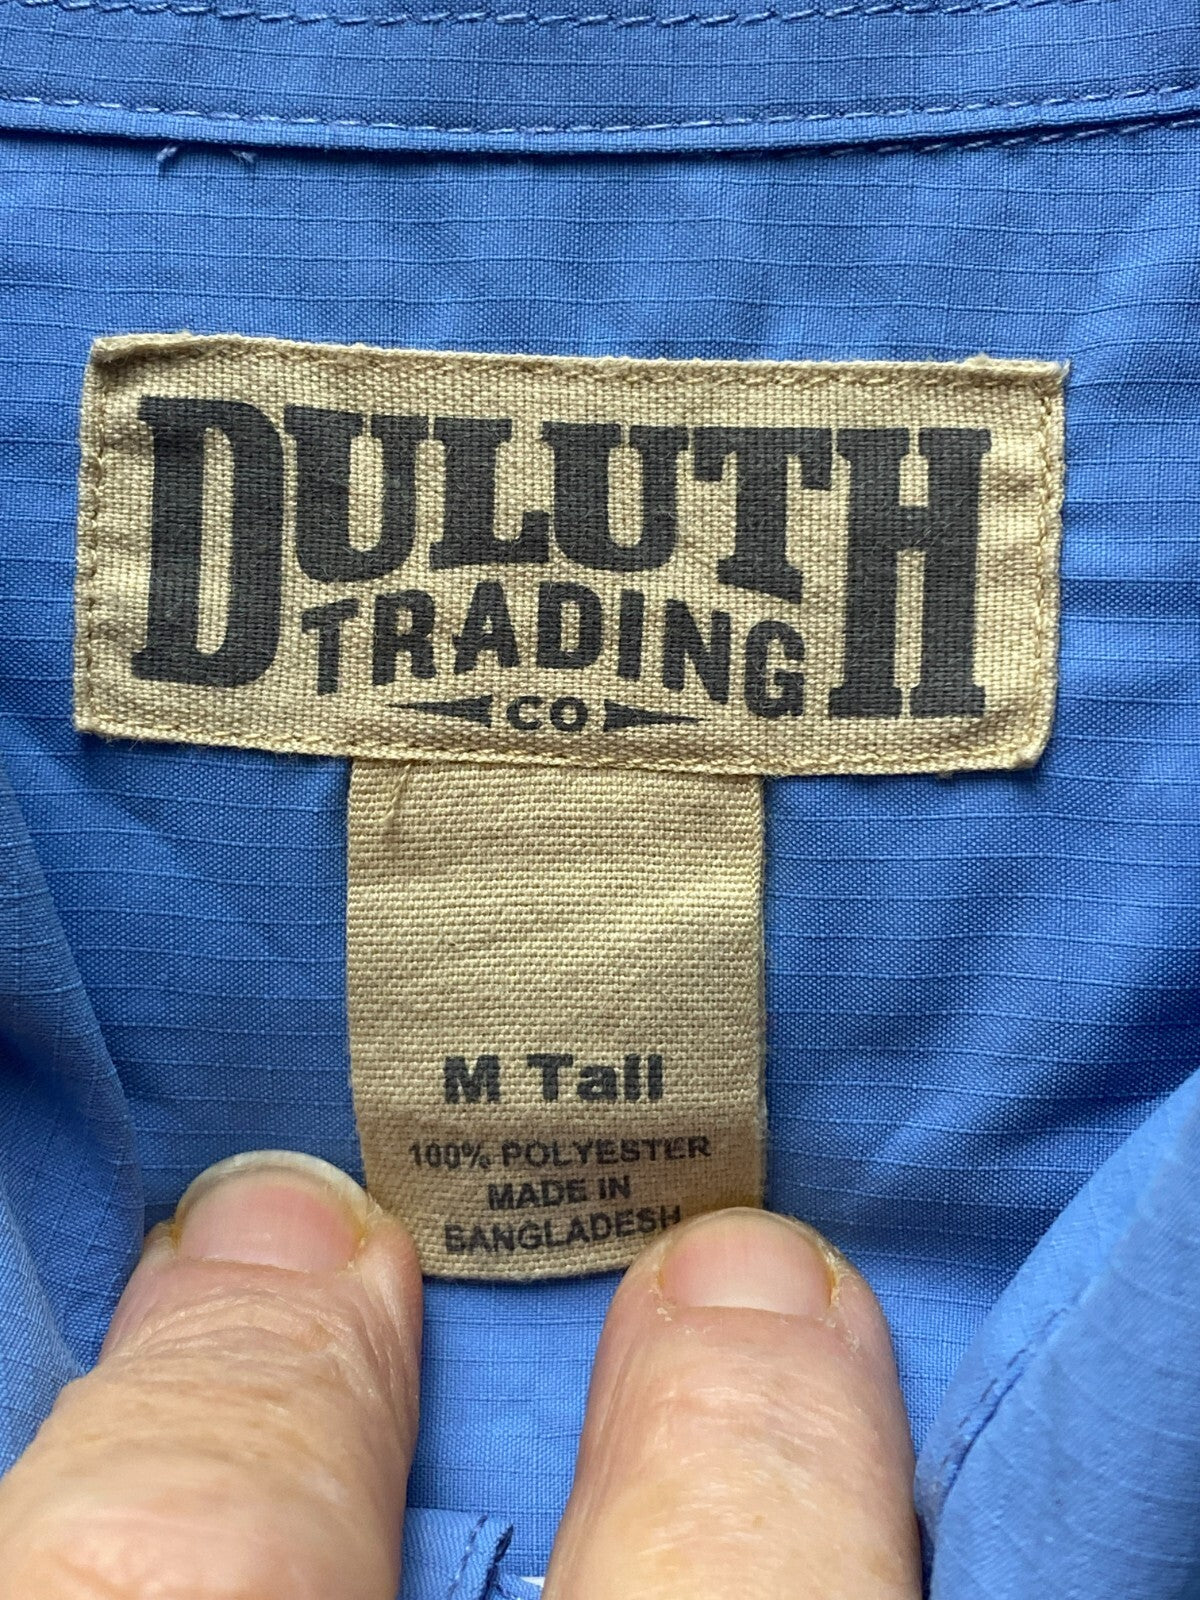 DULUTH
TRADING
CO
M Tall
100% POLYESTER
MADE IN
BANGLADESH